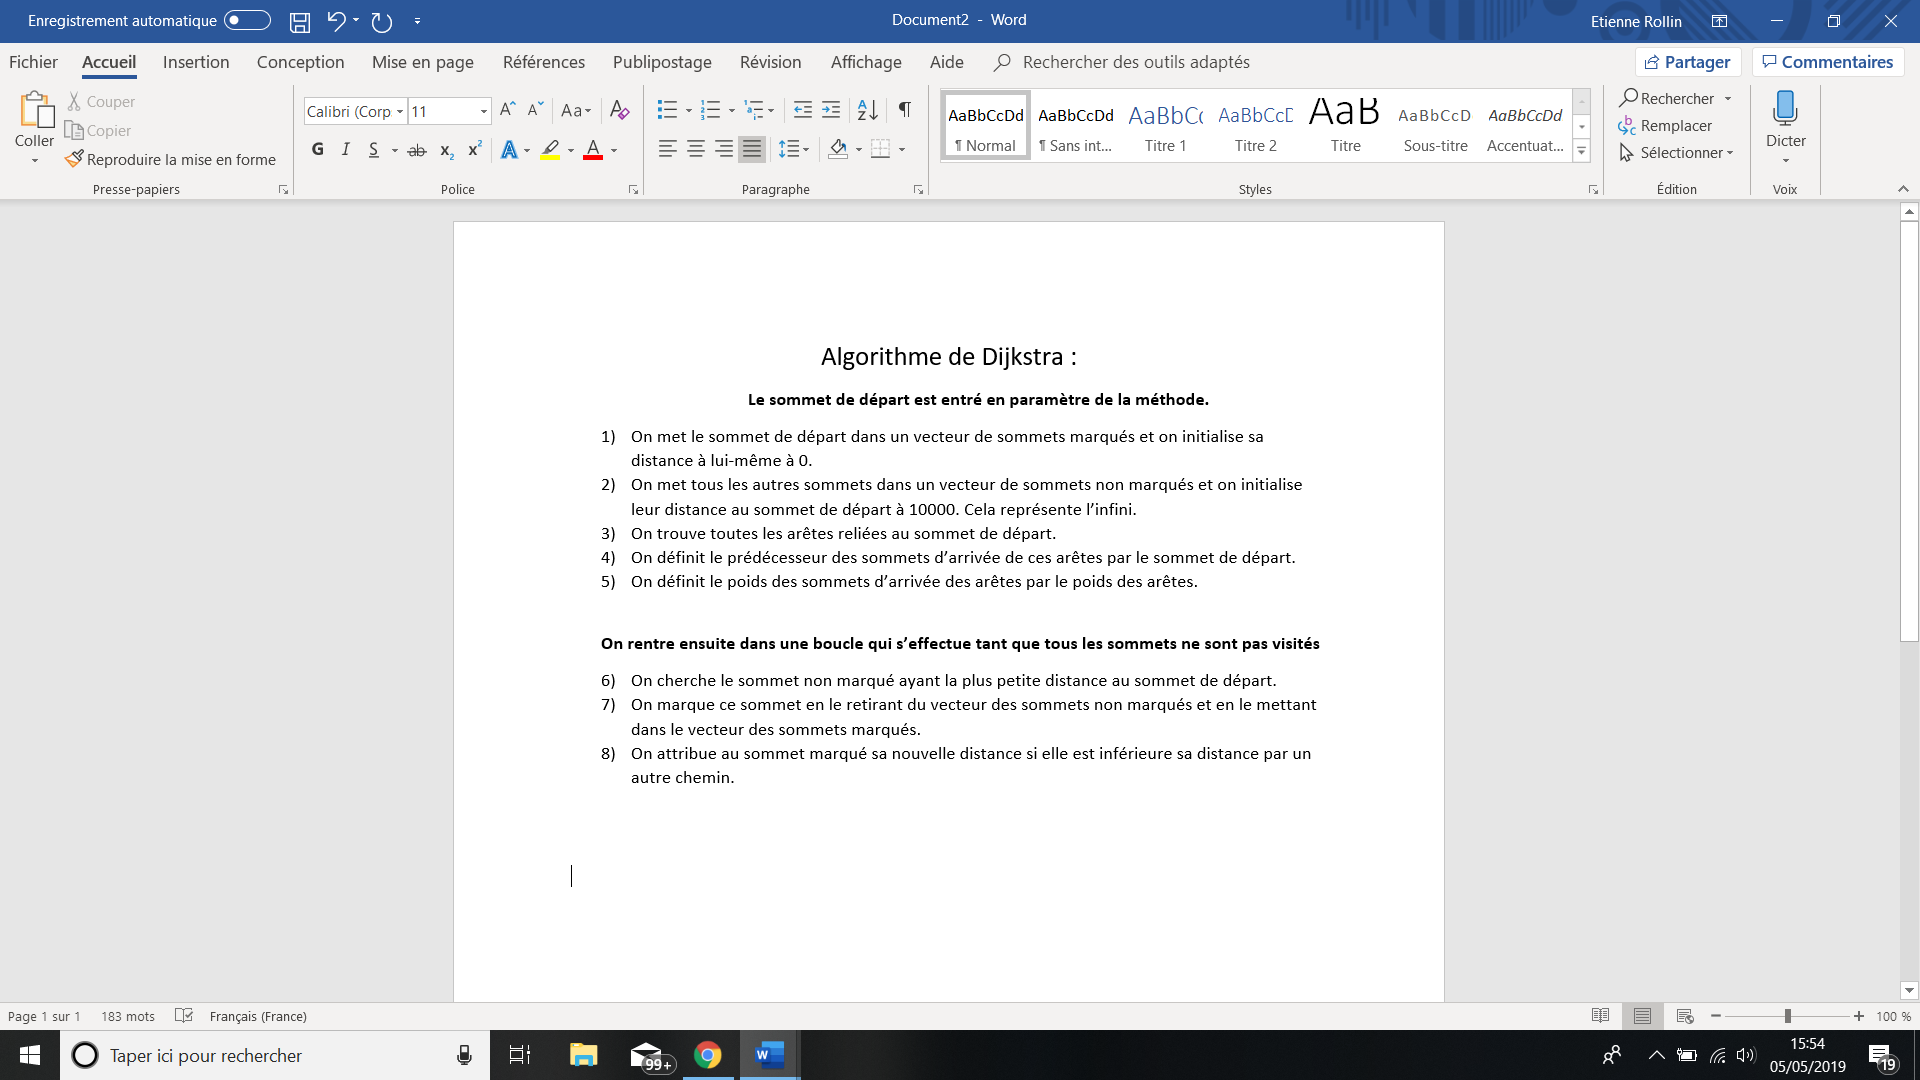 Enregistrement automatique
Document2 - Word
Etienne Rollin
Fichier Accueil Insertion Conception Mise en page Références Publipostage Révision Affichage Aide Rechercher des outils adaptés Partager Commentaires
Coller
Couper
Copier
Reproduire la mise en forme
Presse-papiers
Calibri (Corp 11
Aa
G I S ab x₂ x² A A
Police
Paragraphe
AaBbCcDd AaBbCcDd AaBbCc AaBbCcE AaB AaBbCcD AaBbCcDd
¶ Normal ¶ Sans int... Titre 1 Titre 2 Titre Sous-titre Accentuat...
Styles
Rechercher
Remplacer
Sélectionner
Édition
Dicter
Voix
Algorithme de Dijkstra :
Le sommet de départ est entré en paramètre de la méthode.
1) On met le sommet de départ dans un vecteur de sommets marqués et on initialise sa
distance à lui-même à 0.
2) On met tous les autres sommets dans un vecteur de sommets non marqués et on initialise
leur distance au sommet de départ à 10000. Cela représente l’infini.
3) On trouve toutes les arêtes reliées au sommet de départ.
4) On définit le prédécesseur des sommets d’arrivée de ces arêtes par le sommet de départ.
5) On définit le poids des sommets d’arrivée des arêtes par le poids des arêtes.
On rentre ensuite dans une boucle qui s’effectue tant que tous les sommets ne sont pas visités
6) On cherche le sommet non marqué ayant la plus petite distance au sommet de départ.
7) On marque ce sommet en le retirant du vecteur des sommets non marqués et en le mettant
dans le vecteur des sommets marqués.
8) On attribue au sommet marqué sa nouvelle distance si elle est inférieure sa distance par un
autre chemin.
Page 1 sur 1 183 mots Français (France) 100 %
Taper ici pour rechercher
99+
15:54
05/05/2019
19